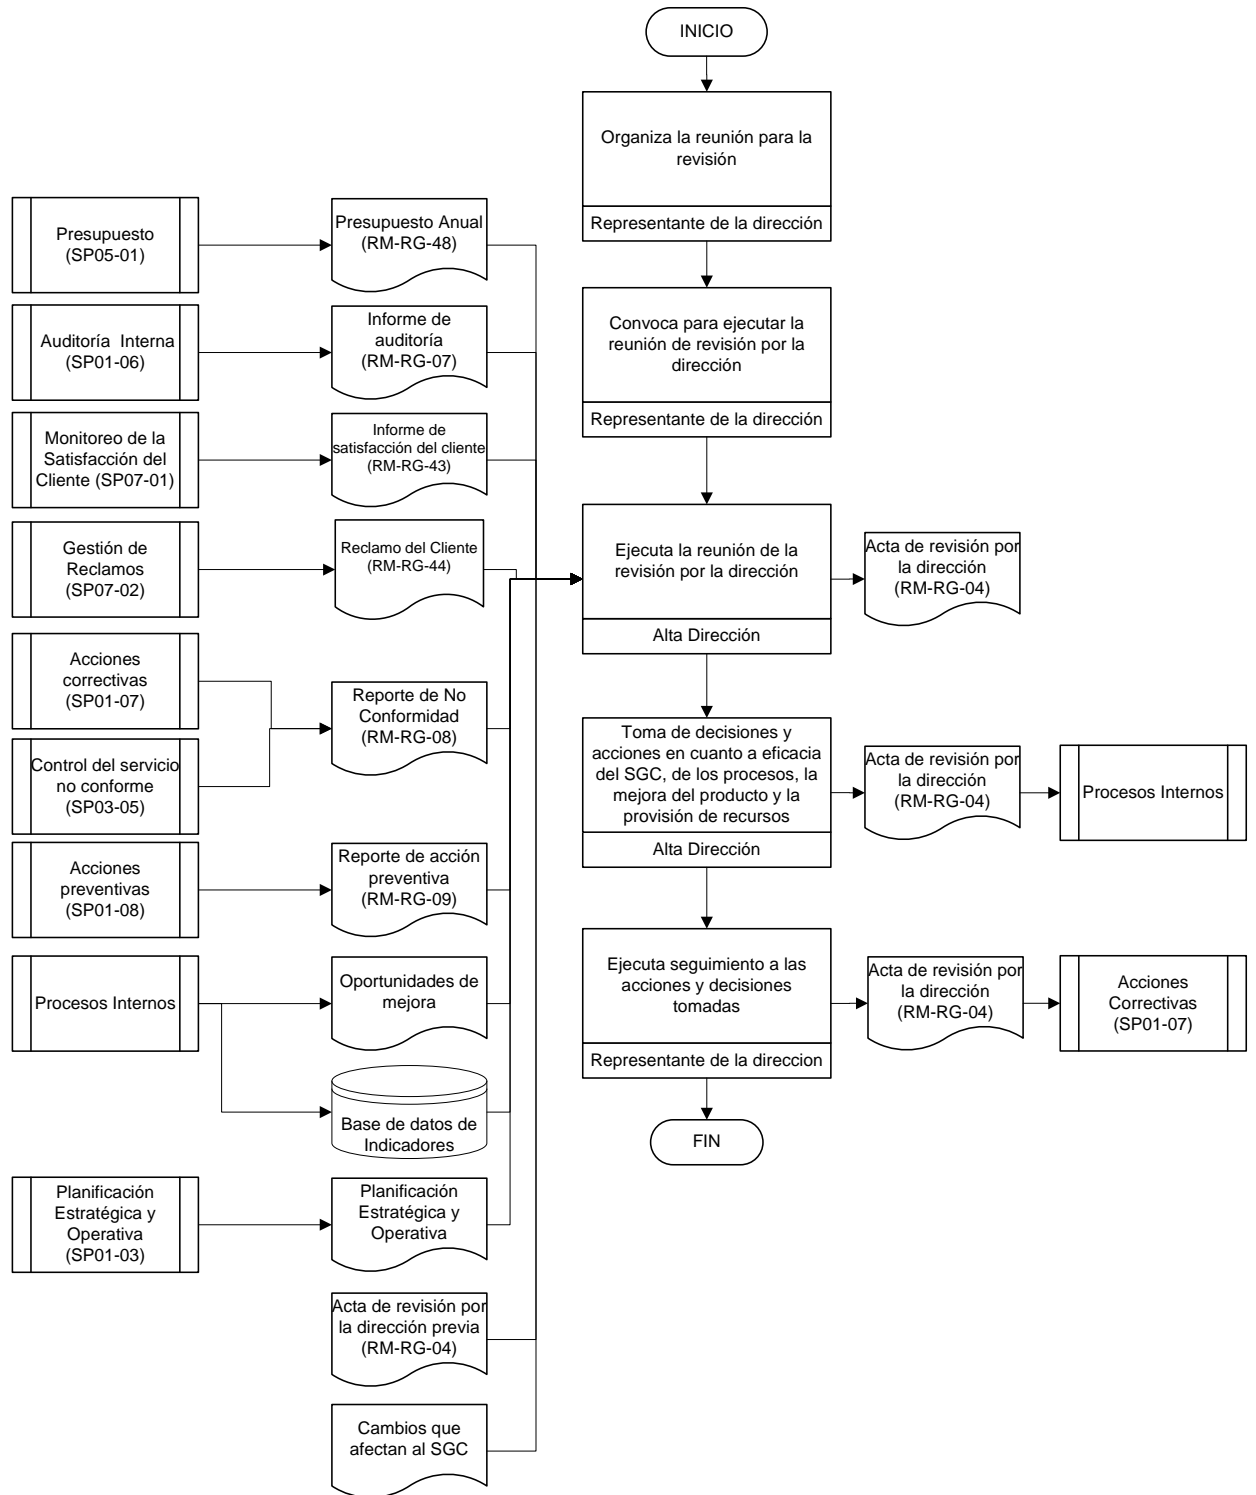 INICIO
Organiza la reunión para la
revisión
Representante de la dirección
Convoca para ejecutar la
reunión de revisión por la
dirección
Representante de la dirección
Presupuesto
(SP05-01)
Presupuesto Anual
(RM-RG-48)
Auditoría Interna
(SP01-06)
Informe de
auditoría
(RM-RG-07)
Monitoreo de la
Satisfacción del
Cliente (SP07-01)
Informe de
satisfacción del cliente
(RM-RG-43)
Gestión de
Reclamos
(SP07-02)
Reclamo del Cliente
(RM-RG-44)
Ejecuta la reunión de la
revisión por la dirección
Alta Dirección
Acta de revisión por
la dirección
(RM-RG-04)
Acciones
correctivas
(SP01-07)
Control del servicio
no conforme
(SP03-05)
Reporte de No
Conformidad
(RM-RG-08)
Toma de decisiones y
acciones en cuanto a eficacia
del SGC, de los procesos, la
mejora del producto y la
provisión de recursos
Alta Dirección
Acta de revisión por
la dirección
(RM-RG-04)
Procesos Internos
Acciones
preventivas
(SP01-08)
Reporte de acción
preventiva
(RM-RG-09)
Procesos Internos
Oportunidades de
mejora
Ejecuta seguimiento a las
acciones y decisiones
tomadas
Representante de la direccion
Acta de revisión por
la dirección
(RM-RG-04)
Acciones
Correctivas
(SP01-07)
Base de datos de
Indicadores
FIN
Planificación
Estratégica y
Operativa
(SP01-03)
Planificación
Estratégica y
Operativa
Acta de revisión por
la dirección previa
(RM-RG-04)
Cambios que
afectan al SGC